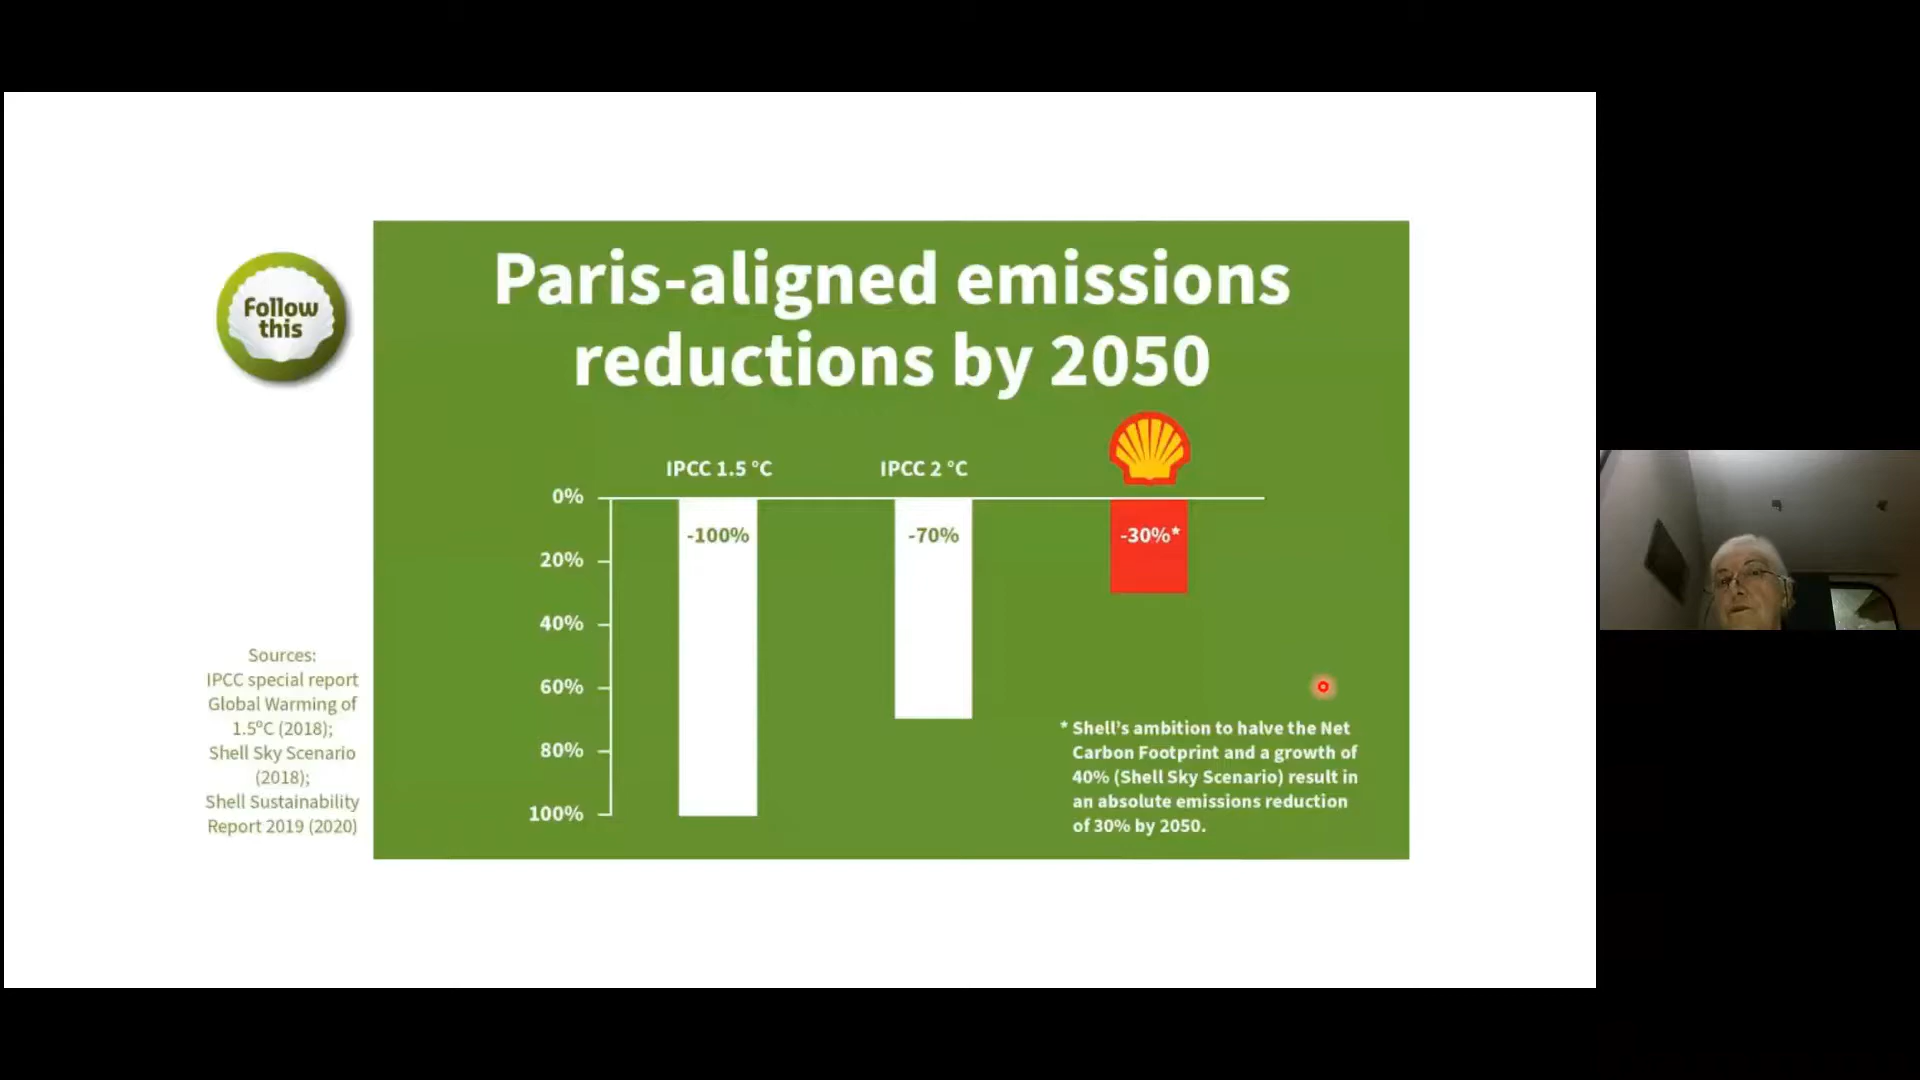 Follow
this
Paris-aligned emissions
reductions by 2050
IPCC 1.5 °C
IPCC 2 °C
0%
20%
40%
60%
80%
100%
-100%
-70%
-30%*
* Shell's ambition to halve the Net
Carbon Footprint and a growth of
40% (Shell Sky Scenario) result in
an absolute emissions reduction
of 30% by 2050.
Sources:
IPCC special report
Global Warming of
1.5°C (2018);
Shell Sky Scenario
(2018);
Shell Sustainability
Report 2019 (2020)